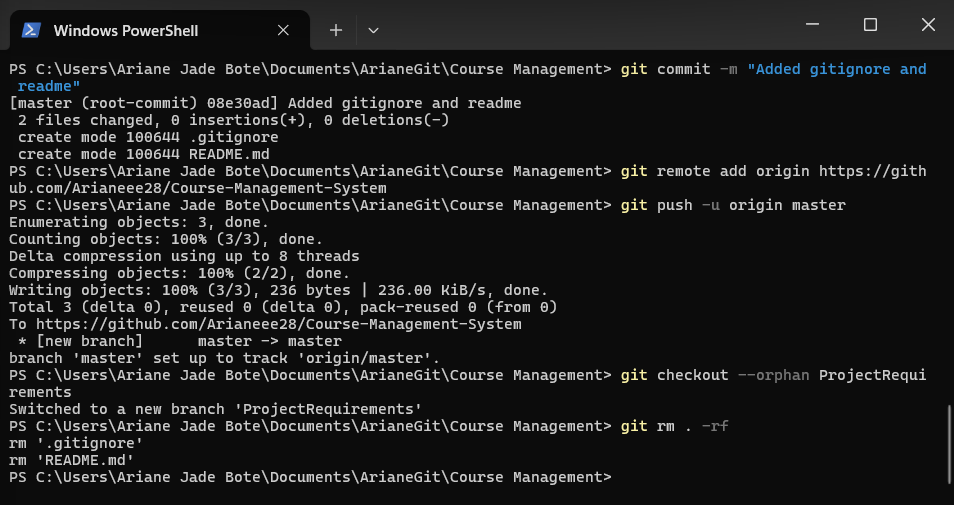 Windows PowerShell
PS C:\Users\Ariane Jade Bote\Documents\ArianeGit\Course Management> git commit -m "Added gitignore and
 readme"
[master (root-commit) 08e30ad] Added gitignore and readme
 2 files changed, 0 insertions(+), 0 deletions(-)
 create mode 100644 .gitignore
 create mode 100644 README.md
PS C:\Users\Ariane Jade Bote\Documents\ArianeGit\Course Management> git remote add origin https://gith
ub.com/Arianeee28/Course-Management-System
PS C:\Users\Ariane Jade Bote\Documents\ArianeGit\Course Management> git push -u origin master
Enumerating objects: 3, done.
Counting objects: 100% (3/3), done.
Delta compression using up to 8 threads
Compressing objects: 100% (2/2), done.
Writing objects: 100% (3/3), 236 bytes | 236.00 KiB/s, done.
Total 3 (delta 0), reused 0 (delta 0), pack-reused 0 (from 0)
To https://github.com/Arianeee28/Course-Management-System
 * [new branch]      master -> master
branch 'master' set up to track 'origin/master'.
PS C:\Users\Ariane Jade Bote\Documents\ArianeGit\Course Management> git checkout --orphan ProjectRequi
rements
Switched to a new branch 'ProjectRequirements'
PS C:\Users\Ariane Jade Bote\Documents\ArianeGit\Course Management> git rm . -rf
rm '.gitignore'
rm 'README.md'
PS C:\Users\Ariane Jade Bote\Documents\ArianeGit\Course Management>